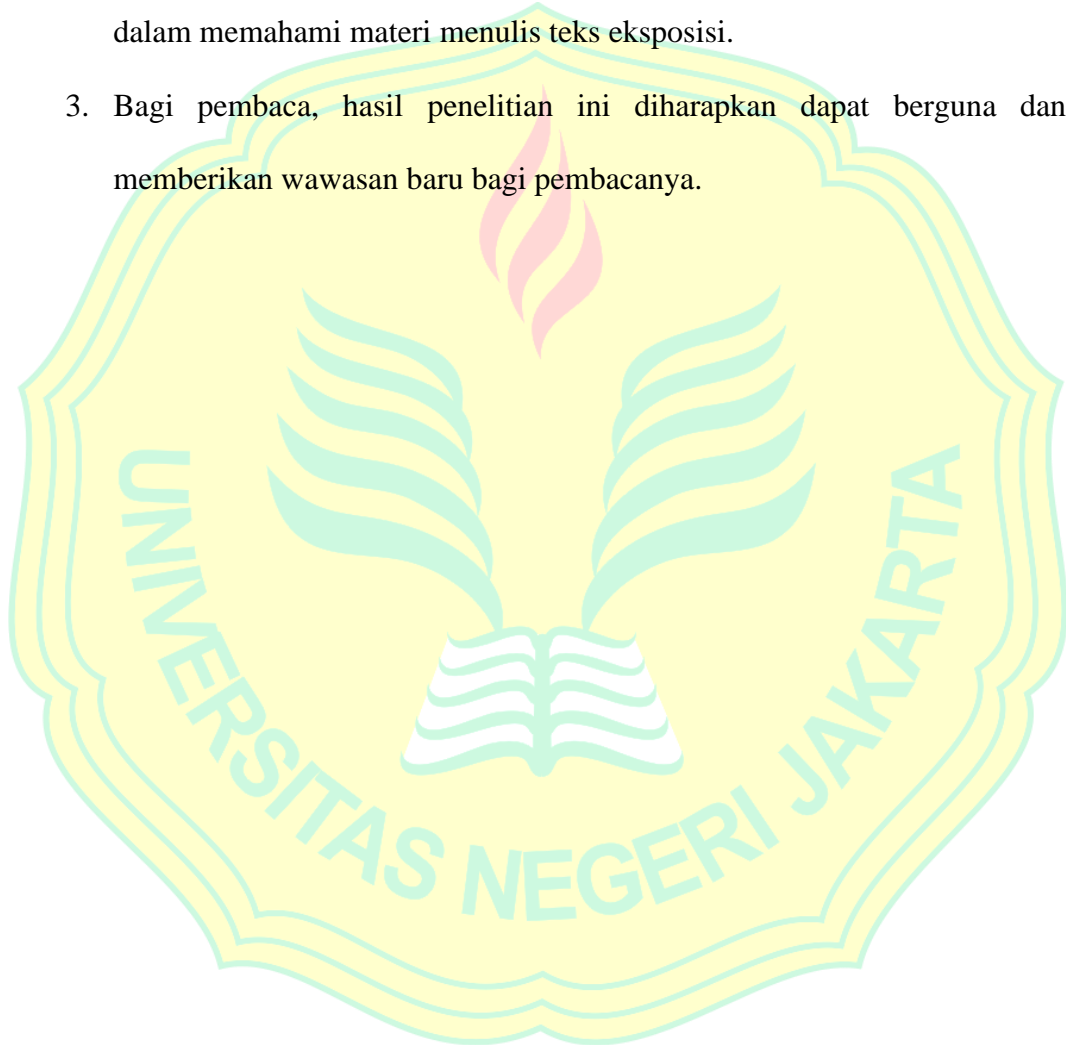 dalam memahami materi menulis teks eksposisi.
3. Bagi pembaca, hasil penelitian ini diharapkan dapat berguna dan
memberikan wawasan baru bagi pembacanya.
UNIVERSITAS NEGERI JAKARTA